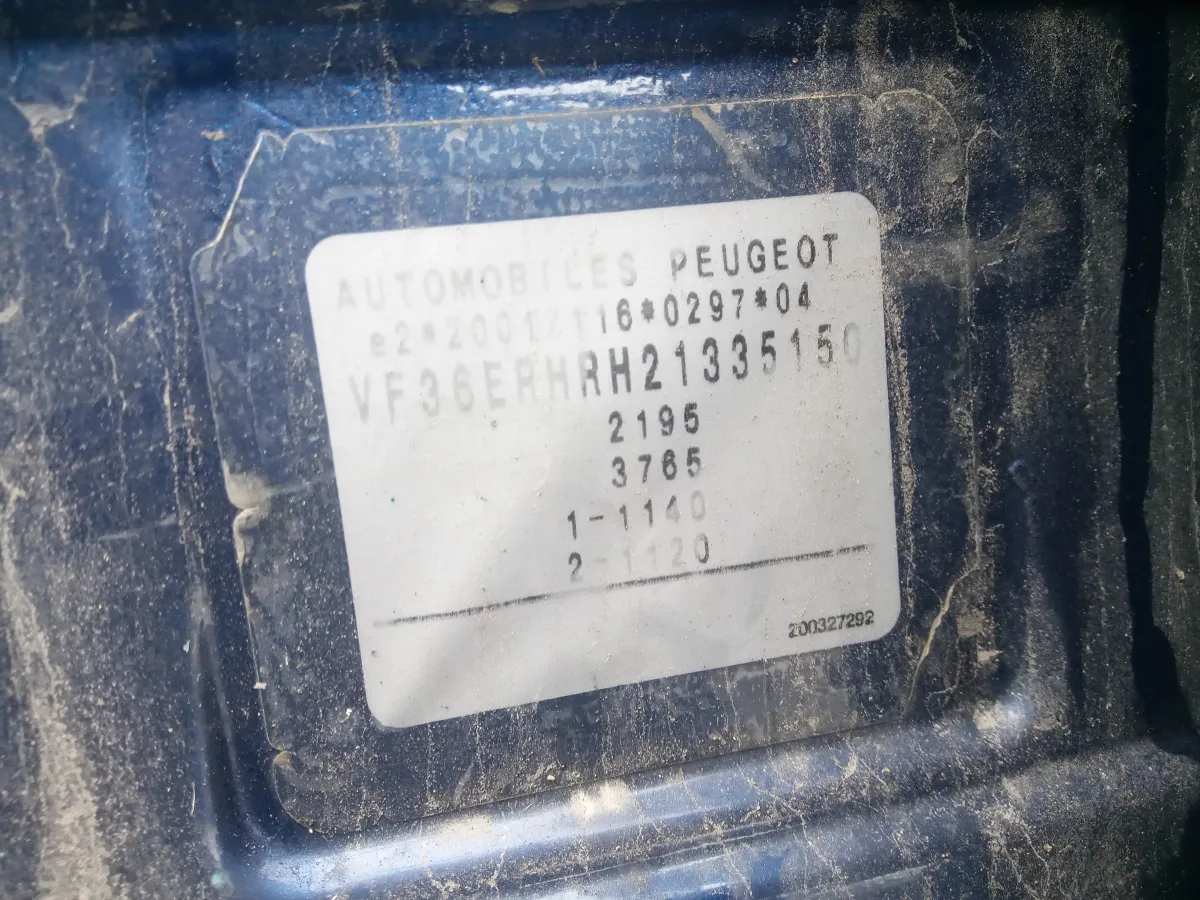 AUTOMOBILES PEUGEOT
e2*2001/116*0297*04
VF36ERHRH21335150
2195
3765
1-1140
2-1120
200327292